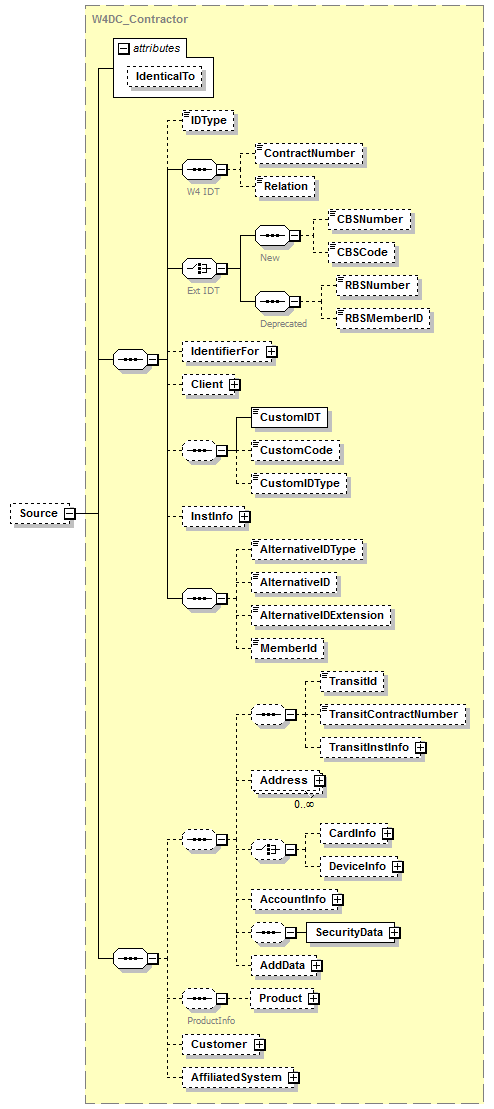 W4DC_Contractor
attributes
IdenticalTo
IDType
ContractNumber
W4 IDT
Relation
CBSNumber
New
CBSCode
Ext IDT
RBSNumber
Deprecated
RBSMemberID
IdentifierFor
Client
CustomIDT
CustomCode
CustomIDType
Source
InstInfo
AlternativeIDType
AlternativeID
AlternativeIDExtension
MemberId
TransitId
TransitContractNumber
TransitInstInfo
Address
0..∞
CardInfo
DeviceInfo
AccountInfo
SecurityData
AddData
Product
ProductInfo
Customer
AffiliatedSystem